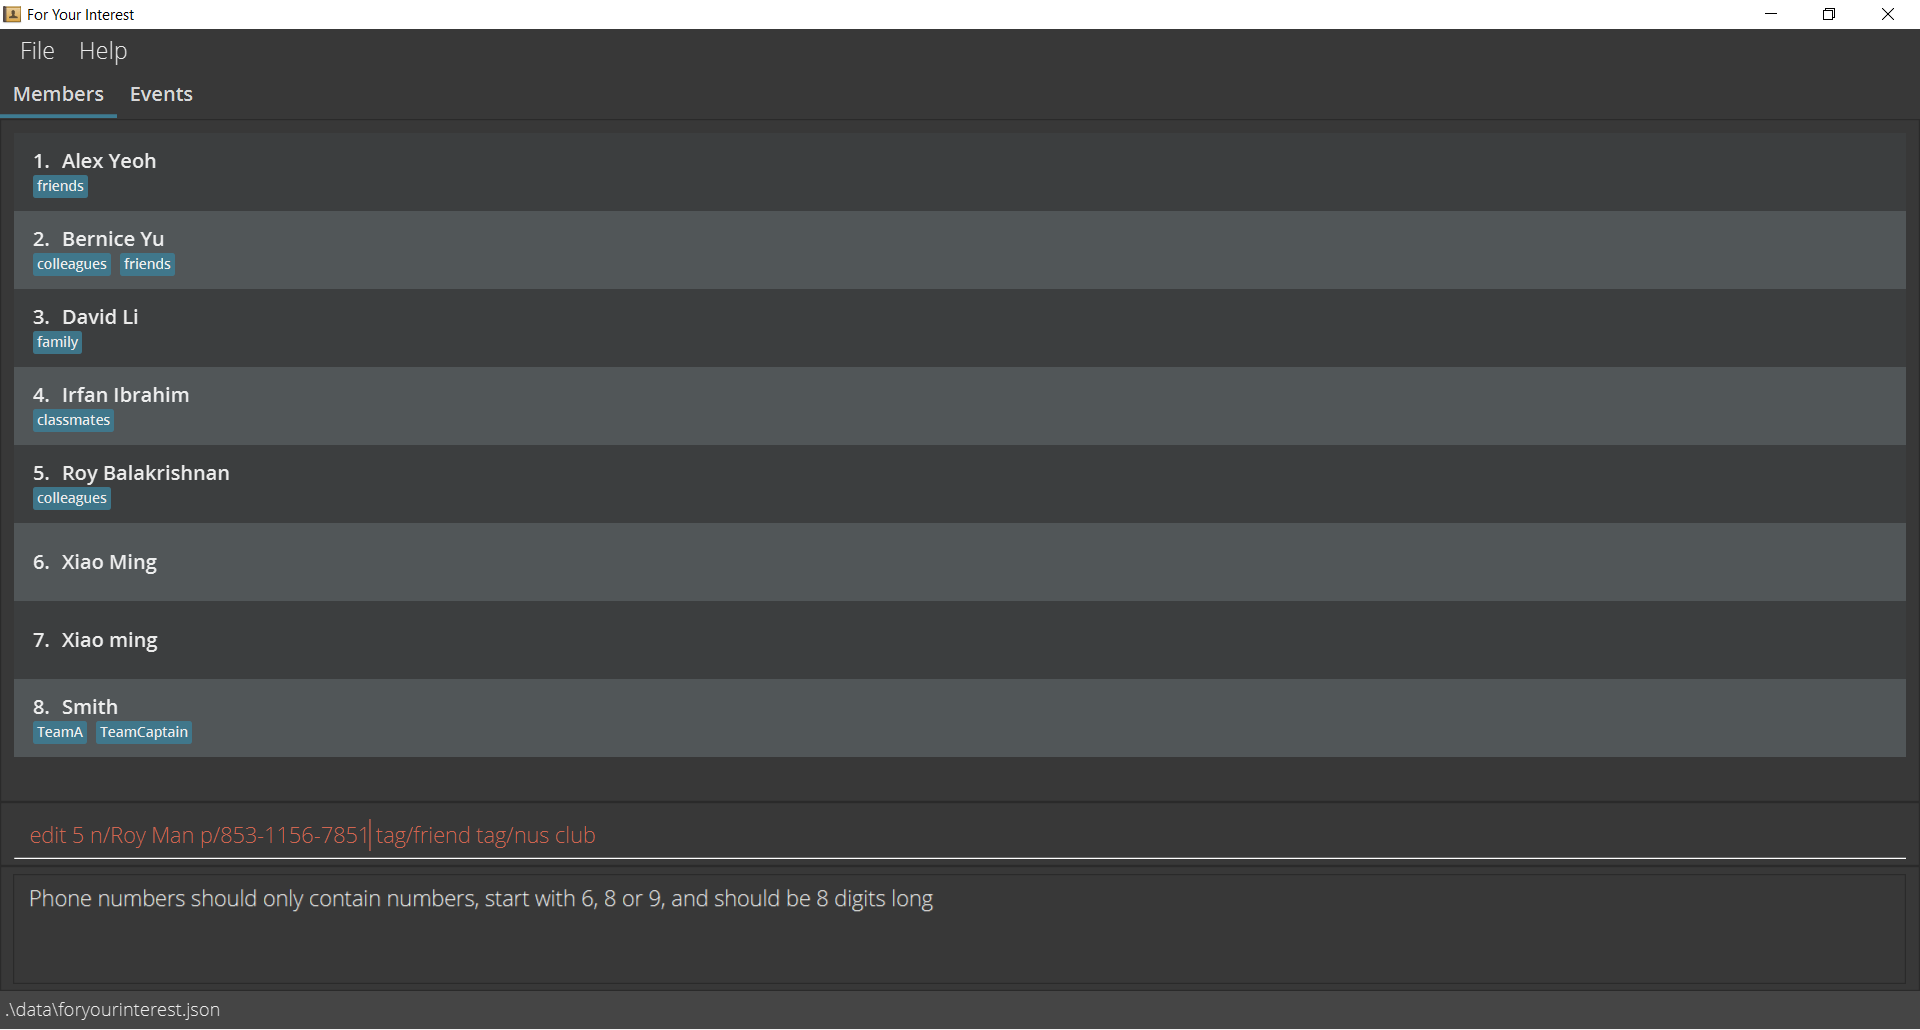 For Your Interest
File Help
Members Events
1. Alex Yeoh
friends
2. Bernice Yu
colleagues friends
3. David Li
family
4. Irfan Ibrahim
classmates
5. Roy Balakrishnan
colleagues
6. Xiao Ming
7. Xiao ming
8. Smith
TeamA TeamCaptain
edit 5 n/Roy Man p/853-1156-7851 tag/friend tag/nus club
Phone numbers should only contain numbers, start with 6, 8 or 9, and should be 8 digits long
.\data\foryourinterest.json